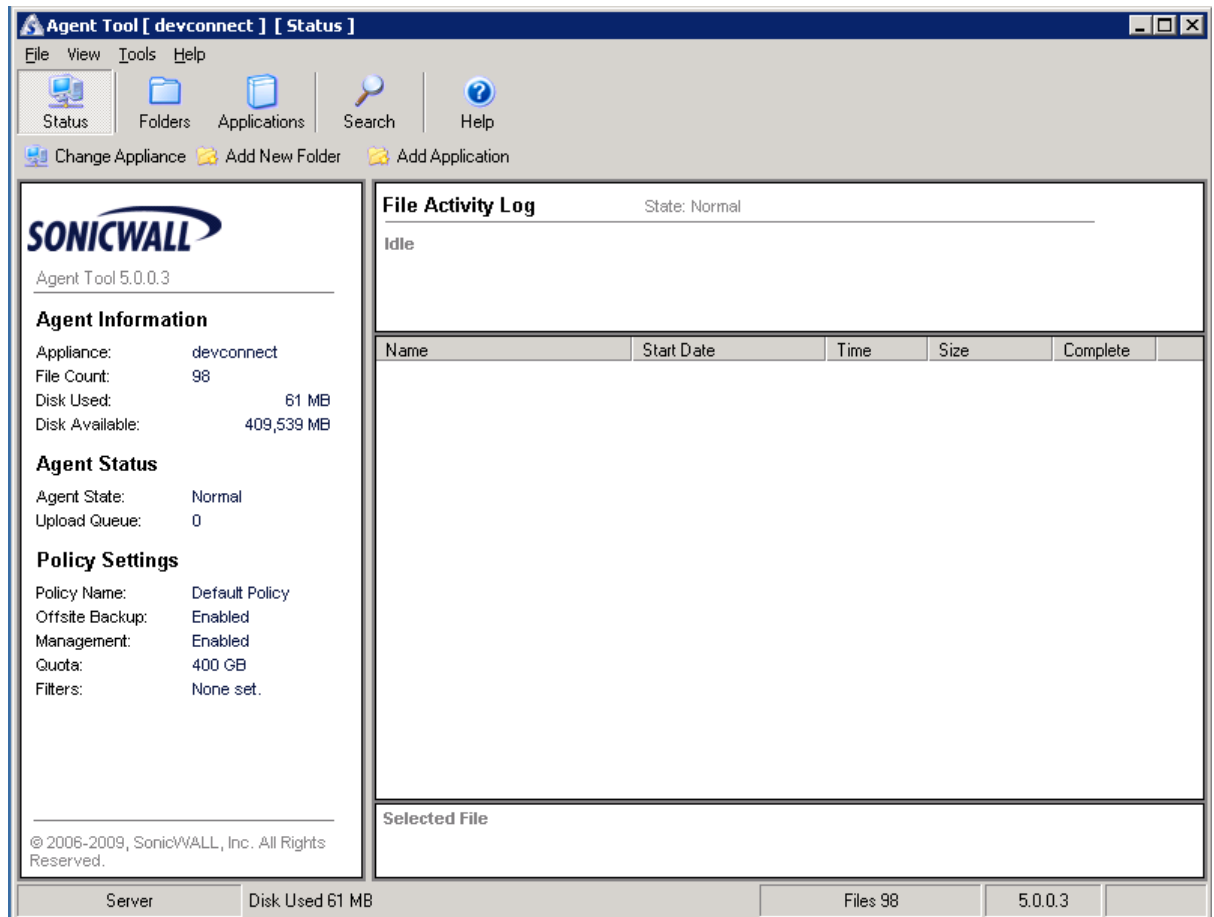 Agent Tool [ devconnect ] [ Status ]
File View Tools Help
Status Folders Applications Search Help
Change Appliance Add New Folder Add Application
SONICWALL
Agent Tool 5.0.0.3
Agent Information
Appliance: devconnect
File Count: 98
Disk Used: 61 MB
Disk Available: 409,539 MB
Agent Status
Agent State: Normal
Upload Queue: 0
Policy Settings
Policy Name: Default Policy
Offsite Backup: Enabled
Management: Enabled
Quota: 400 GB
Filters: None set.
© 2006-2009, SonicWALL, Inc. All Rights
Reserved.
File Activity Log State: Normal
Idle
Name Start Date Time Size Complete
Selected File
Server Disk Used 61 MB Files 98 5.0.0.3